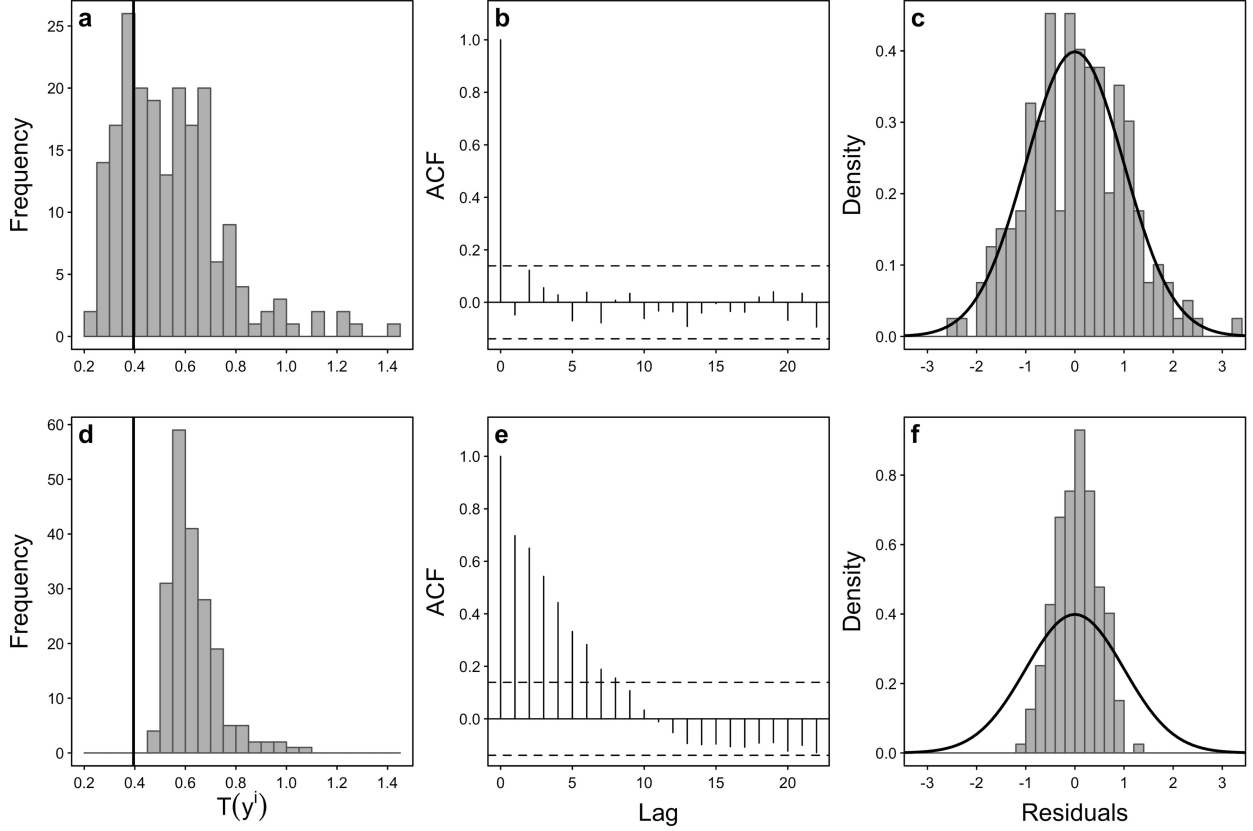 a
Frequency
25
20
15
10
5
0
0.2 0.4 0.6 0.8 1.0 1.2 1.4
b
ACF
1.0
0.8
0.6
0.4
0.2
0.0
0 5 10 15 20
c
Density
0.4
0.3
0.2
0.1
0.0
-3 -2 -1 0 1 2 3
d
Frequency
60
50
40
30
20
10
0
0.2 0.4 0.6 0.8 1.0 1.2 1.4
T(yⁱ)
e
ACF
1.0
0.8
0.6
0.4
0.2
0.0
0 5 10 15 20
Lag
f
Density
0.8
0.6
0.4
0.2
0.0
-3 -2 -1 0 1 2 3
Residuals